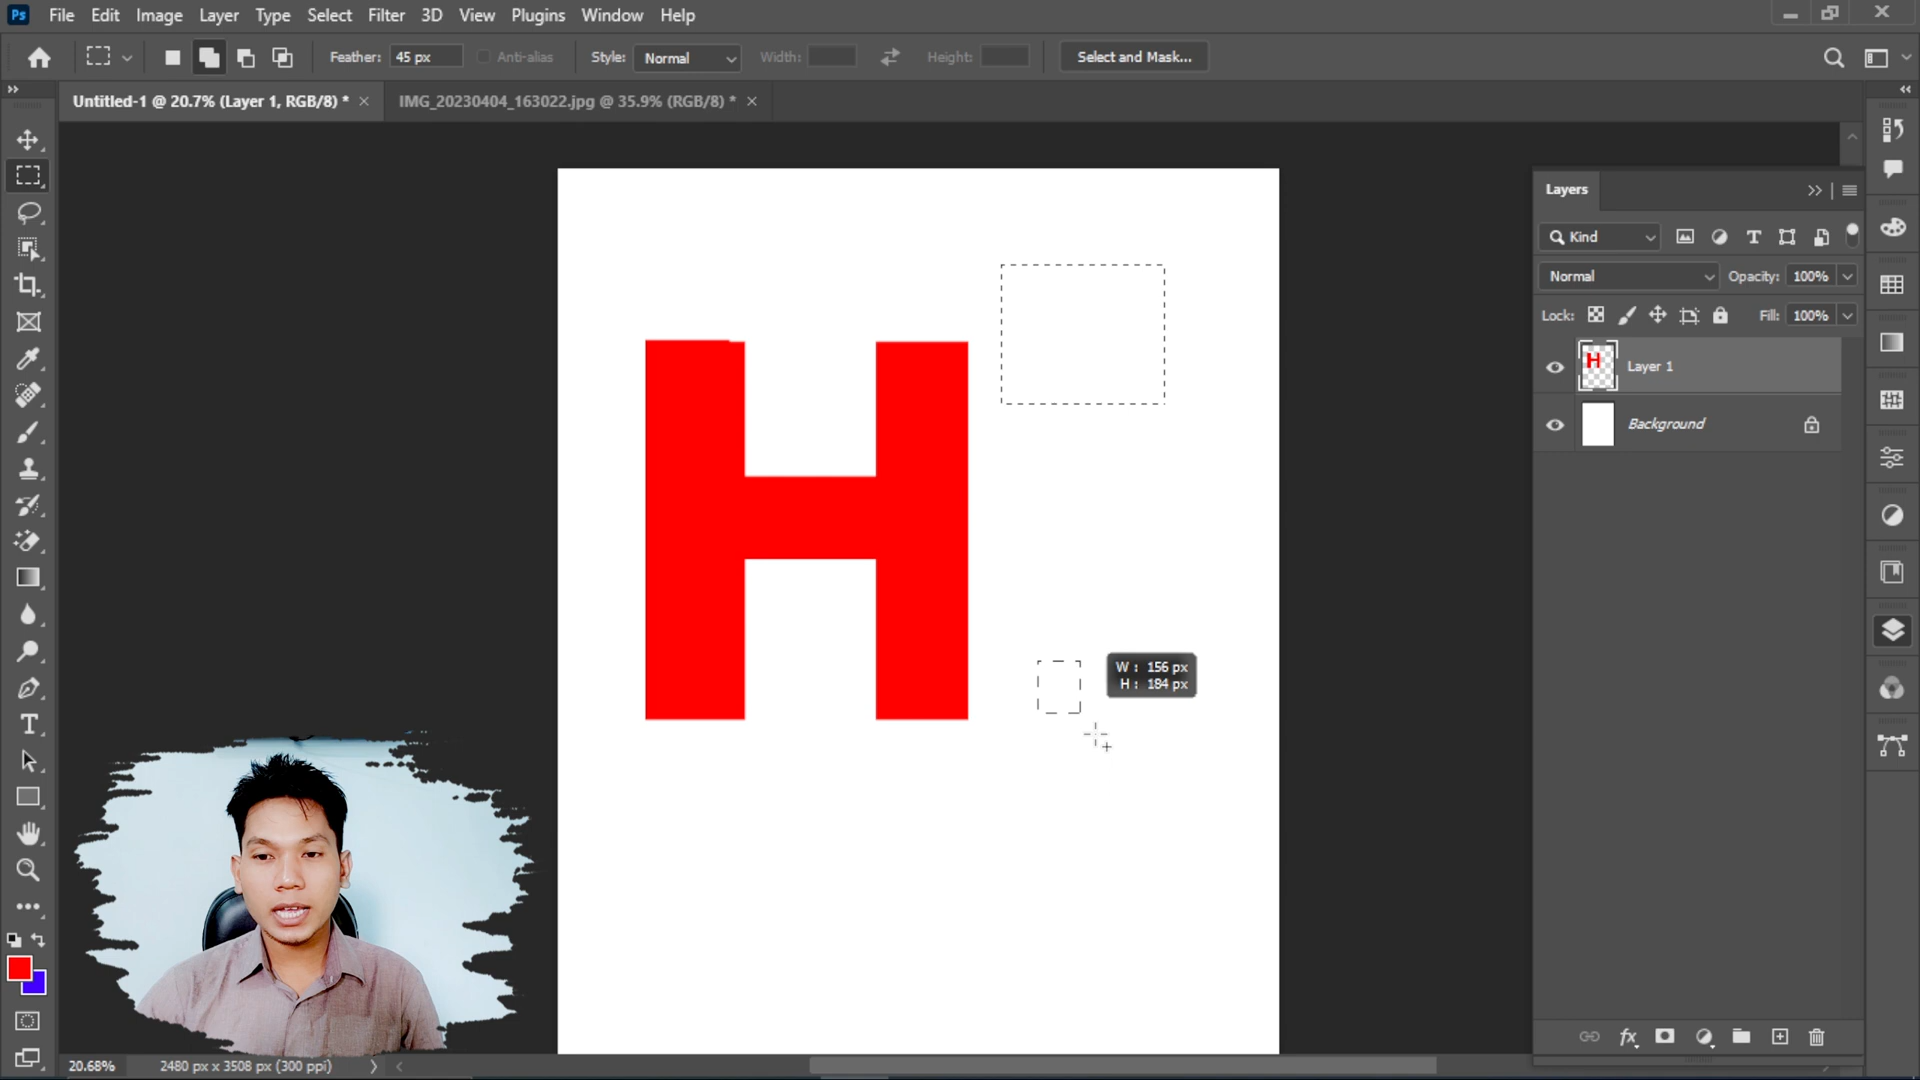 Ps File Edit Image Layer Type Select Filter 3D View Plugins Window Help
Feather: 45 px Anti-alias Style: Normal Width: Height: Select and Mask...
Untitled-1 @ 20.7% (Layer 1, RGB/8) * × IMG_20230404_163022.jpg @ 35.9% (RGB/8) * ×
Layers
Kind
Normal Opacity: 100%
Lock: Fill: 100%
H Layer 1
Background
H
W : 156 px
H : 184 px
20.68% 2480 px x 3508 px (300 ppi)